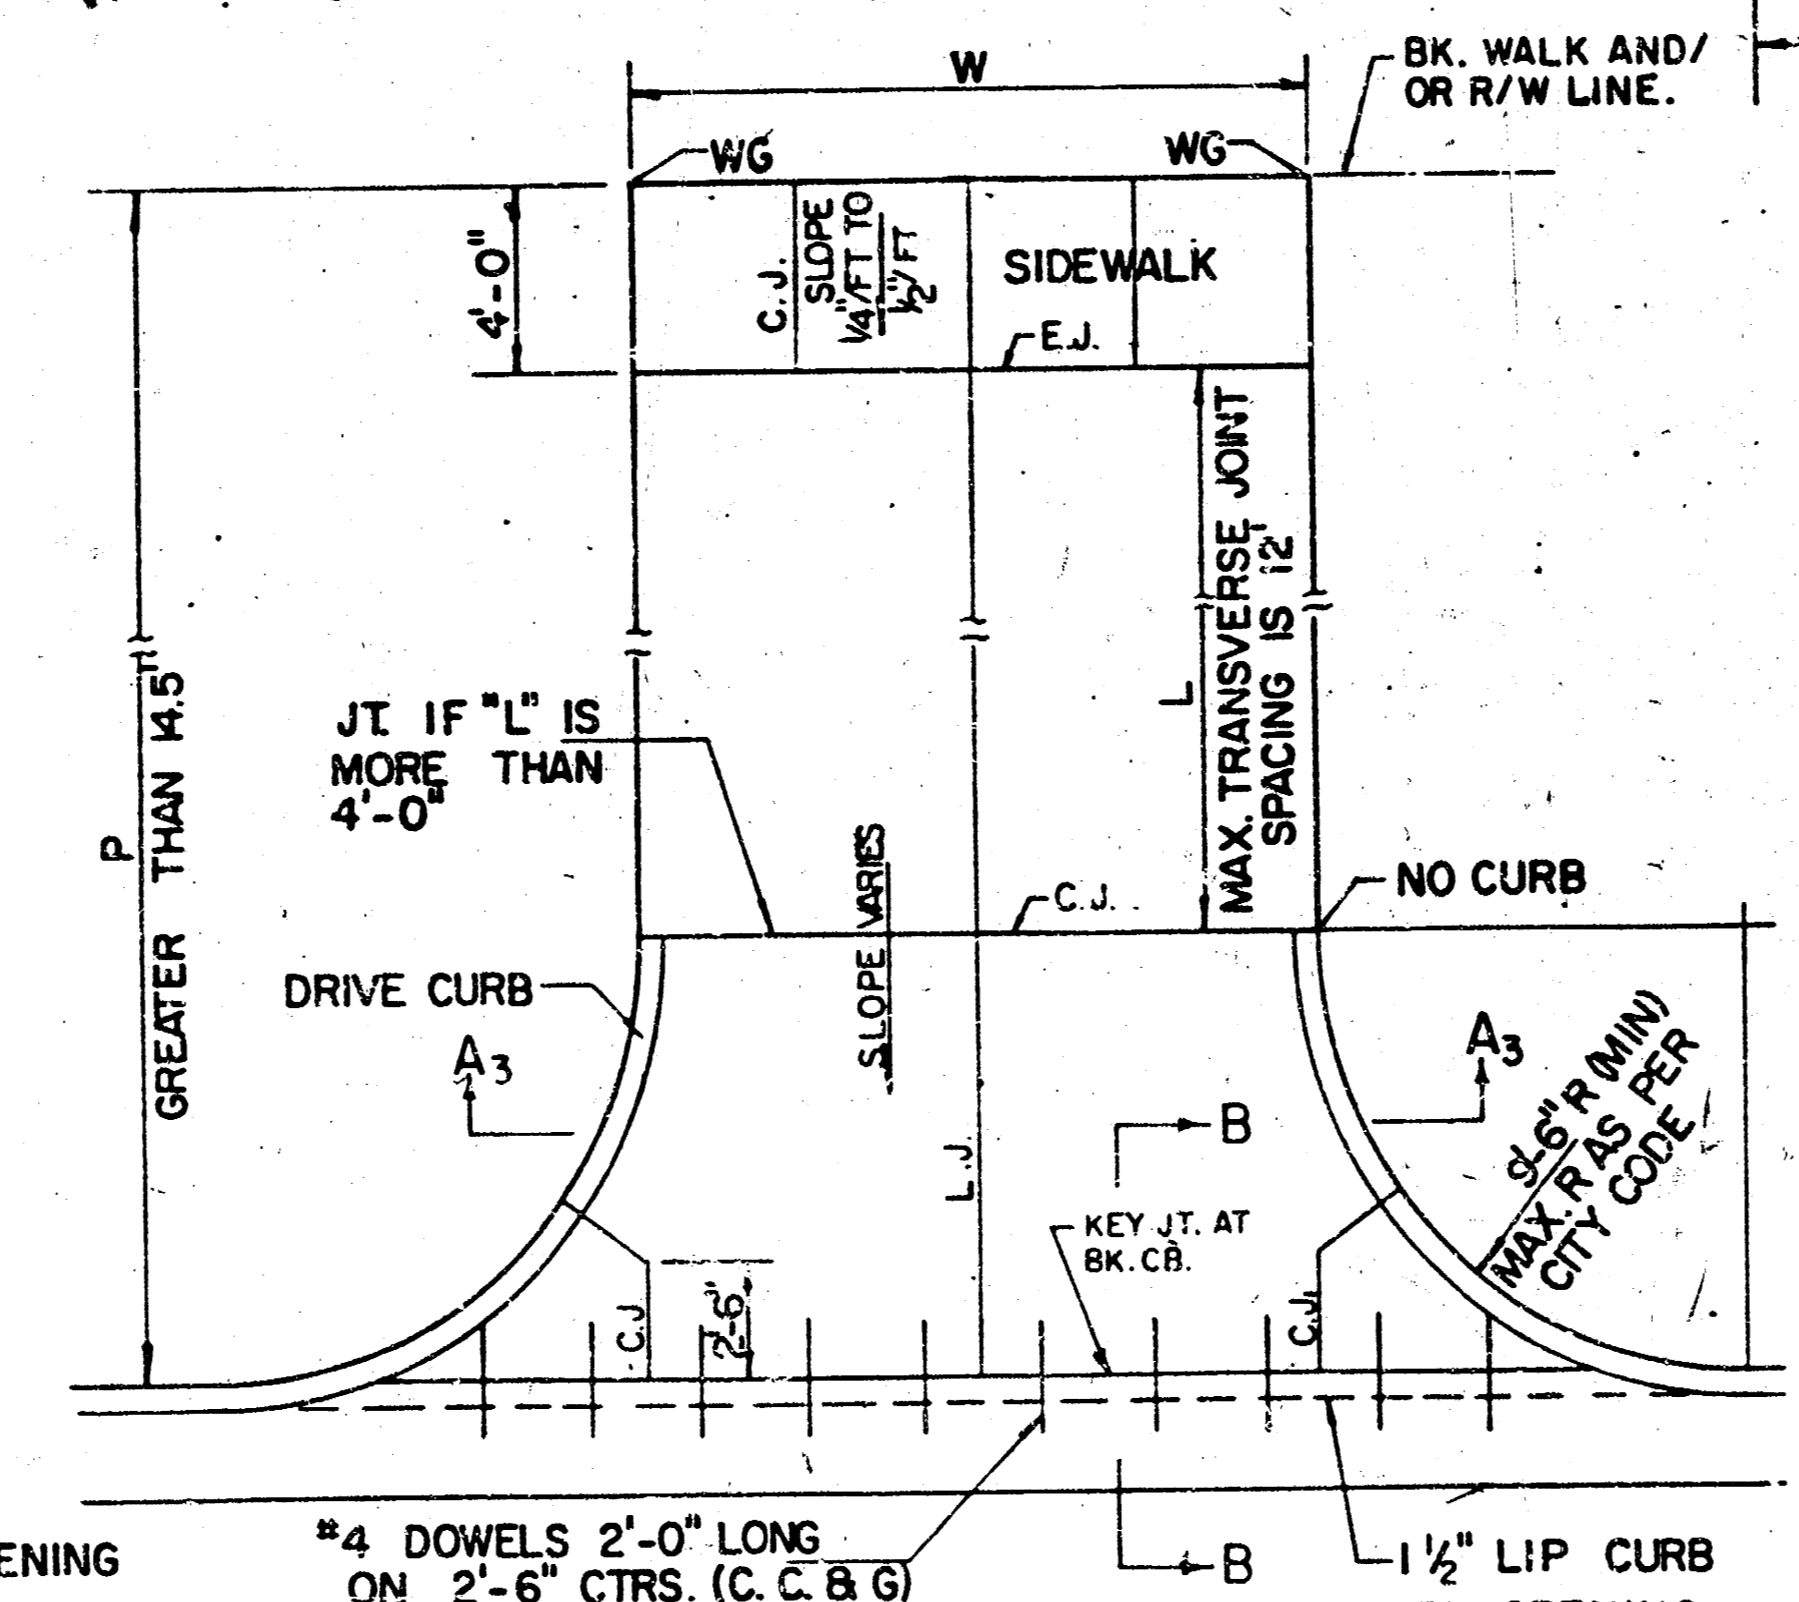 W
BK. WALK AND/
OR R/W LINE.
WG
WG
4'-0"
C.J.
SLOPE
1/4"/FT TO
1/2"/FT
SIDEWALK
E.J.
MAX. TRANSVERSE JOINT
SPACING IS 12'
L
P
GREATER THAN 14.5'
JT. IF "L" IS
MORE THAN
4'-0"
SLOPE VARIES
C.J.
NO CURB
DRIVE CURB
A3
A3
9'-6" R (MIN)
MAX. R AS PER
CITY CODE
B
L.J.
KEY JT. AT
BK. CB.
C.J
2'-6"
C.J.
#4 DOWELS 2'-0" LONG
ON 2'-6" CTRS. (C. C. & G)
B
1 1/2" LIP CURB
ENING